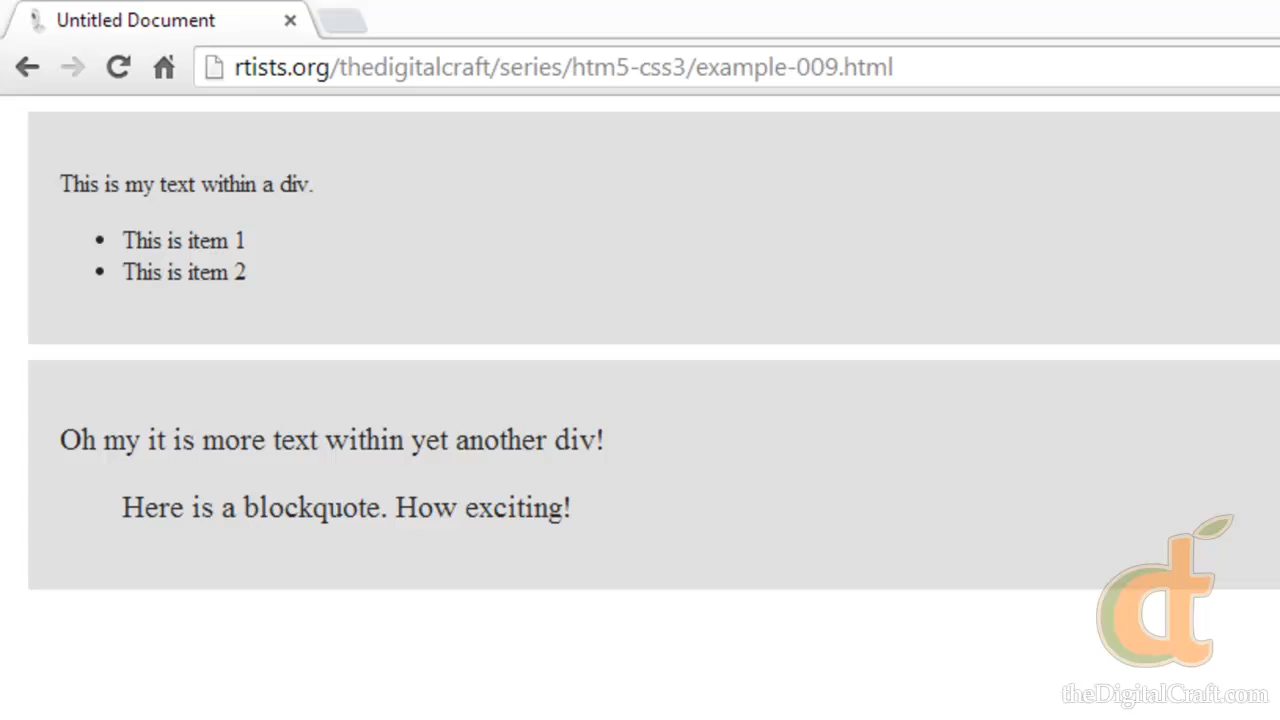 Untitled Document
rtists.org/thedigitalcraft/series/htm5-css3/example-009.html
This is my text within a div.
• This is item 1
• This is item 2
Oh my it is more text within yet another div!
Here is a blockquote. How exciting!
dt
theDigitalCraft.com